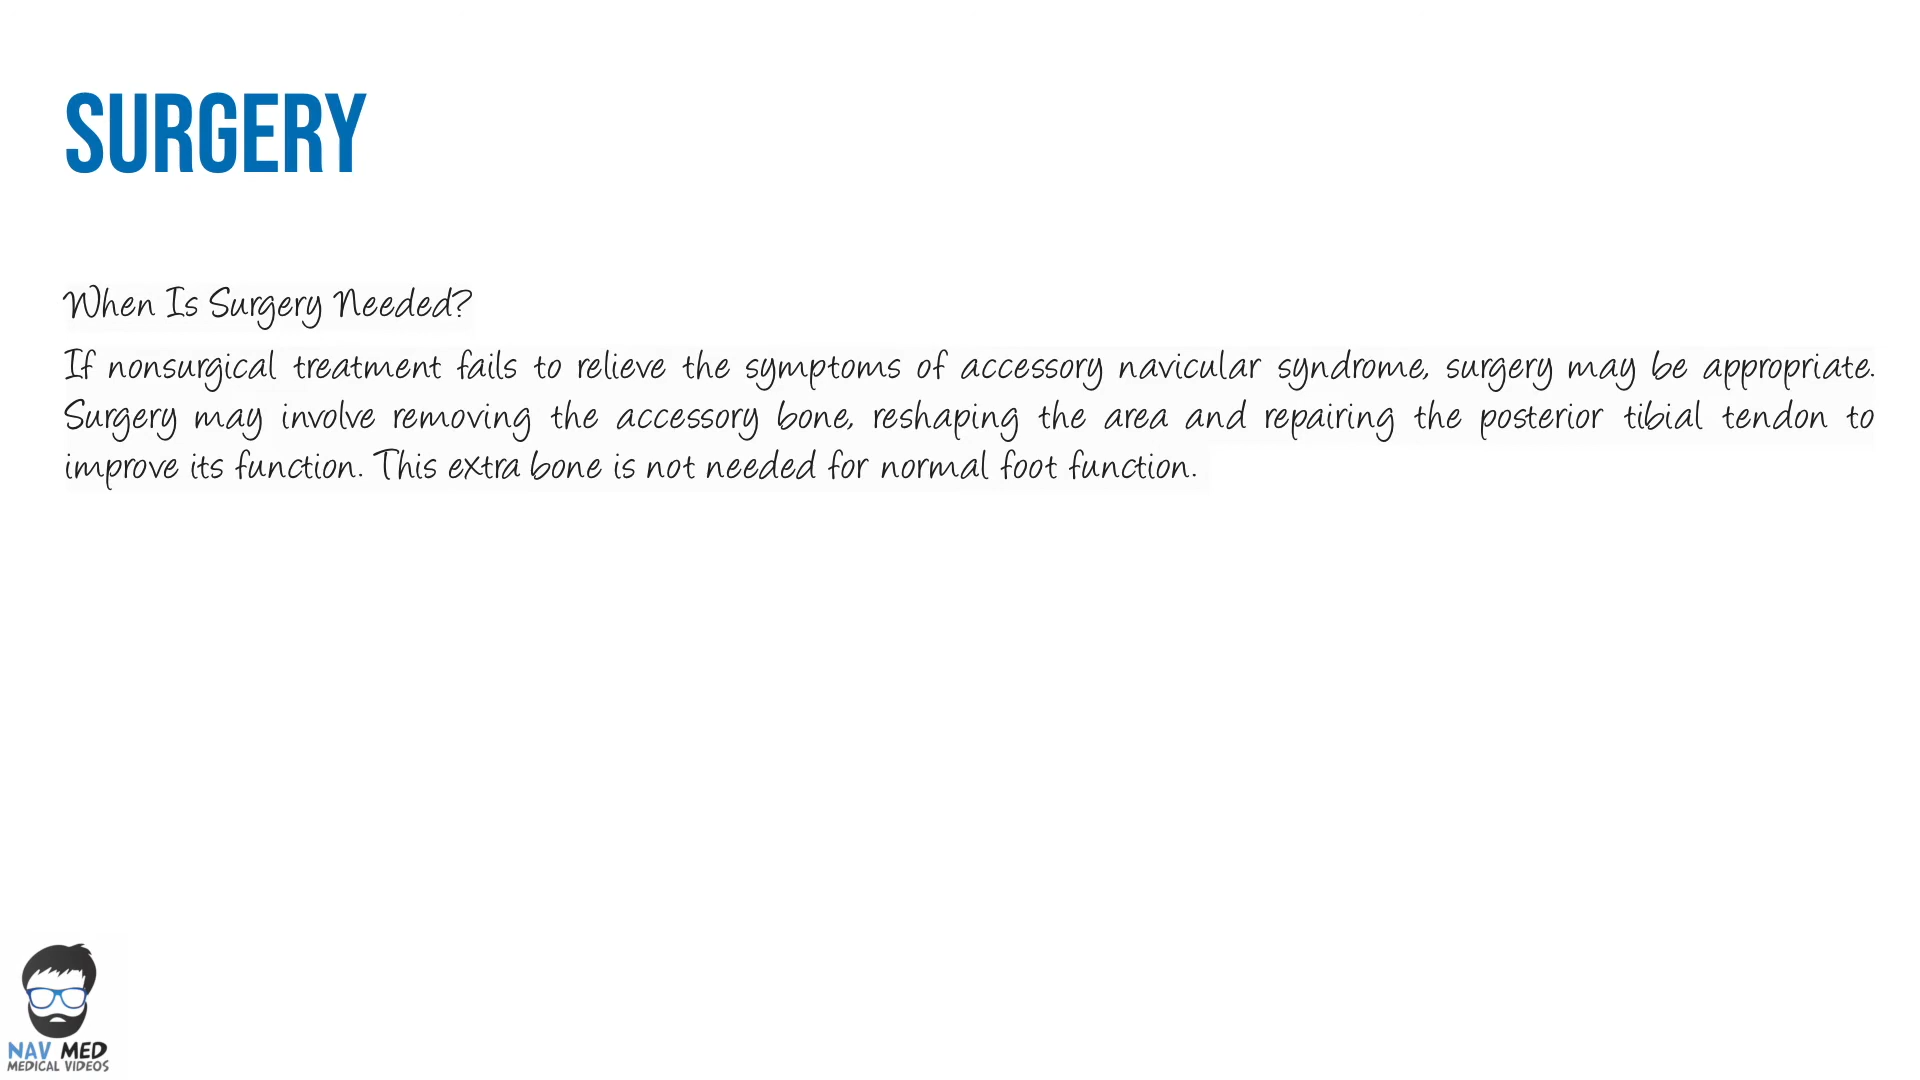 SURGERY
When Is Surgery Needed?
If nonsurgical treatment fails to relieve the symptoms of accessory navicular syndrome, surgery may be appropriate.
Surgery may involve removing the accessory bone, reshaping the area and repairing the posterior tibial tendon to
improve its function. This extra bone is not needed for normal foot function.
NAV MED
MEDICAL VIDEOS